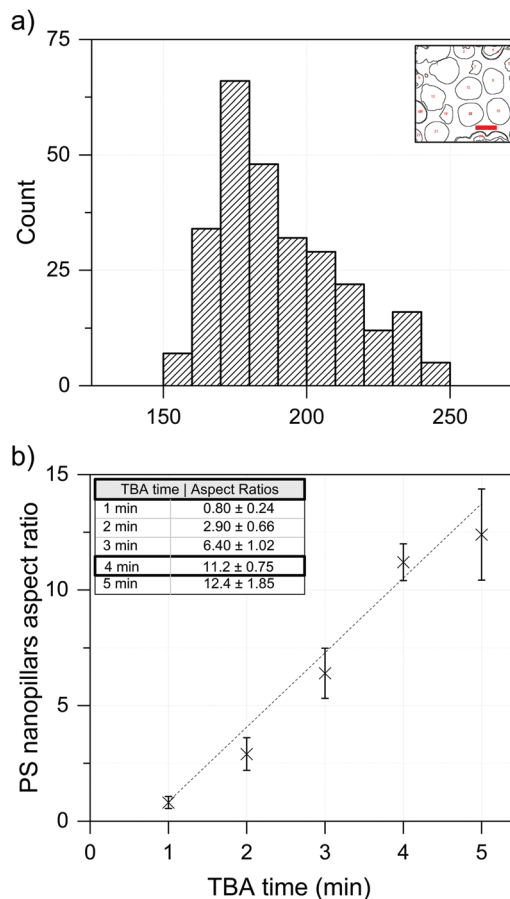 a)
75
50
25
0
Count
150 200 250
b)
15
10
5
0
PS nanopillars aspect ratio
TBA time | Aspect Ratios
1 min 0.80 ± 0.24
2 min 2.90 ± 0.66
3 min 6.40 ± 1.02
4 min 11.2 ± 0.75
5 min 12.4 ± 1.85
0 1 2 3 4 5
TBA time (min)